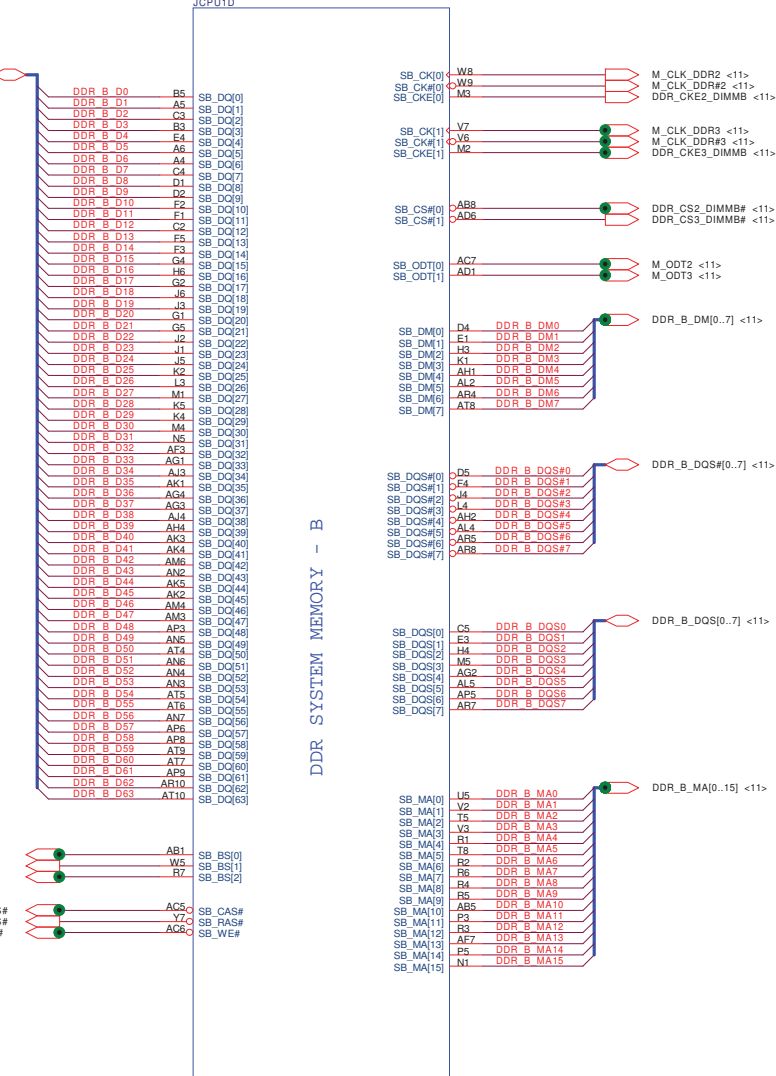 JCPU1D
DDR_B_D0 B5 SB_DQ[0]
DDR_B_D1 A5 SB_DQ[1]
DDR_B_D2 C3 SB_DQ[2]
DDR_B_D3 B3 SB_DQ[3]
DDR_B_D4 E4 SB_DQ[4]
DDR_B_D5 A6 SB_DQ[5]
DDR_B_D6 A4 SB_DQ[6]
DDR_B_D7 C4 SB_DQ[7]
DDR_B_D8 D1 SB_DQ[8]
DDR_B_D9 D2 SB_DQ[9]
DDR_B_D10 F2 SB_DQ[10]
DDR_B_D11 F1 SB_DQ[11]
DDR_B_D12 C2 SB_DQ[12]
DDR_B_D13 F5 SB_DQ[13]
DDR_B_D14 F3 SB_DQ[14]
DDR_B_D15 G4 SB_DQ[15]
DDR_B_D16 H6 SB_DQ[16]
DDR_B_D17 G2 SB_DQ[17]
DDR_B_D18 J6 SB_DQ[18]
DDR_B_D19 J3 SB_DQ[19]
DDR_B_D20 G1 SB_DQ[20]
DDR_B_D21 G5 SB_DQ[21]
DDR_B_D22 J2 SB_DQ[22]
DDR_B_D23 J1 SB_DQ[23]
DDR_B_D24 J5 SB_DQ[24]
DDR_B_D25 K2 SB_DQ[25]
DDR_B_D26 L3 SB_DQ[26]
DDR_B_D27 M1 SB_DQ[27]
DDR_B_D28 K5 SB_DQ[28]
DDR_B_D29 K4 SB_DQ[29]
DDR_B_D30 M4 SB_DQ[30]
DDR_B_D31 N5 SB_DQ[31]
DDR_B_D32 AF3 SB_DQ[32]
DDR_B_D33 AG1 SB_DQ[33]
DDR_B_D34 AJ3 SB_DQ[34]
DDR_B_D35 AK1 SB_DQ[35]
DDR_B_D36 AG4 SB_DQ[36]
DDR_B_D37 AG3 SB_DQ[37]
DDR_B_D38 AJ4 SB_DQ[38]
DDR_B_D39 AH4 SB_DQ[39]
DDR_B_D40 AK3 SB_DQ[40]
DDR_B_D41 AK4 SB_DQ[41]
DDR_B_D42 AM6 SB_DQ[42]
DDR_B_D43 AN2 SB_DQ[43]
DDR_B_D44 AK5 SB_DQ[44]
DDR_B_D45 AK2 SB_DQ[45]
DDR_B_D46 AM4 SB_DQ[46]
DDR_B_D47 AM3 SB_DQ[47]
DDR_B_D48 AP3 SB_DQ[48]
DDR_B_D49 AN5 SB_DQ[49]
DDR_B_D50 AT4 SB_DQ[50]
DDR_B_D51 AN6 SB_DQ[51]
DDR_B_D52 AN4 SB_DQ[52]
DDR_B_D53 AN3 SB_DQ[53]
DDR_B_D54 AT5 SB_DQ[54]
DDR_B_D55 AT6 SB_DQ[55]
DDR_B_D56 AN7 SB_DQ[56]
DDR_B_D57 AP6 SB_DQ[57]
DDR_B_D58 AP8 SB_DQ[58]
DDR_B_D59 AT9 SB_DQ[59]
DDR_B_D60 AT7 SB_DQ[60]
DDR_B_D61 AP9 SB_DQ[61]
DDR_B_D62 AR10 SB_DQ[62]
DDR_B_D63 AT10 SB_DQ[63]
AB1 SB_BS[0]
W5 SB_BS[1]
R7 SB_BS[2]
S# AC5 SB_CAS#
S# Y7 SB_RAS#
# AC6 SB_WE#
DDR SYSTEM MEMORY - B
SB_CK[0] W8 M_CLK_DDR2 <11>
SB_CK#[0] W9 M_CLK_DDR#2 <11>
SB_CKE[0] M3 DDR_CKE2_DIMMB <11>
SB_CK[1] V7 M_CLK_DDR3 <11>
SB_CK#[1] V6 M_CLK_DDR#3 <11>
SB_CKE[1] M2 DDR_CKE3_DIMMB <11>
SB_CS#[0] AB8 DDR_CS2_DIMMB# <11>
SB_CS#[1] AD6 DDR_CS3_DIMMB# <11>
SB_ODT[0] AC7 M_ODT2 <11>
SB_ODT[1] AD1 M_ODT3 <11>
DDR_B_DM[0..7] <11>
SB_DM[0] D4 DDR_B_DM0
SB_DM[1] E1 DDR_B_DM1
SB_DM[2] H3 DDR_B_DM2
SB_DM[3] K1 DDR_B_DM3
SB_DM[4] AH1 DDR_B_DM4
SB_DM[5] AL2 DDR_B_DM5
SB_DM[6] AR4 DDR_B_DM6
SB_DM[7] AT8 DDR_B_DM7
DDR_B_DQS#[0..7] <11>
SB_DQS#[0] D5 DDR_B_DQS#0
SB_DQS#[1] F4 DDR_B_DQS#1
SB_DQS#[2] J4 DDR_B_DQS#2
SB_DQS#[3] L4 DDR_B_DQS#3
SB_DQS#[4] AH2 DDR_B_DQS#4
SB_DQS#[5] AL4 DDR_B_DQS#5
SB_DQS#[6] AR5 DDR_B_DQS#6
SB_DQS#[7] AR8 DDR_B_DQS#7
DDR_B_DQS[0..7] <11>
SB_DQS[0] C5 DDR_B_DQS0
SB_DQS[1] E3 DDR_B_DQS1
SB_DQS[2] H4 DDR_B_DQS2
SB_DQS[3] M5 DDR_B_DQS3
SB_DQS[4] AG2 DDR_B_DQS4
SB_DQS[5] AL5 DDR_B_DQS5
SB_DQS[6] AP5 DDR_B_DQS6
SB_DQS[7] AR7 DDR_B_DQS7
DDR_B_MA[0..15] <11>
SB_MA[0] U5 DDR_B_MA0
SB_MA[1] V2 DDR_B_MA1
SB_MA[2] T5 DDR_B_MA2
SB_MA[3] V3 DDR_B_MA3
SB_MA[4] R1 DDR_B_MA4
SB_MA[5] T8 DDR_B_MA5
SB_MA[6] R2 DDR_B_MA6
SB_MA[7] R6 DDR_B_MA7
SB_MA[8] R4 DDR_B_MA8
SB_MA[9] R5 DDR_B_MA9
SB_MA[10] AB5 DDR_B_MA10
SB_MA[11] P3 DDR_B_MA11
SB_MA[12] R3 DDR_B_MA12
SB_MA[13] AF7 DDR_B_MA13
SB_MA[14] P5 DDR_B_MA14
SB_MA[15] N1 DDR_B_MA15